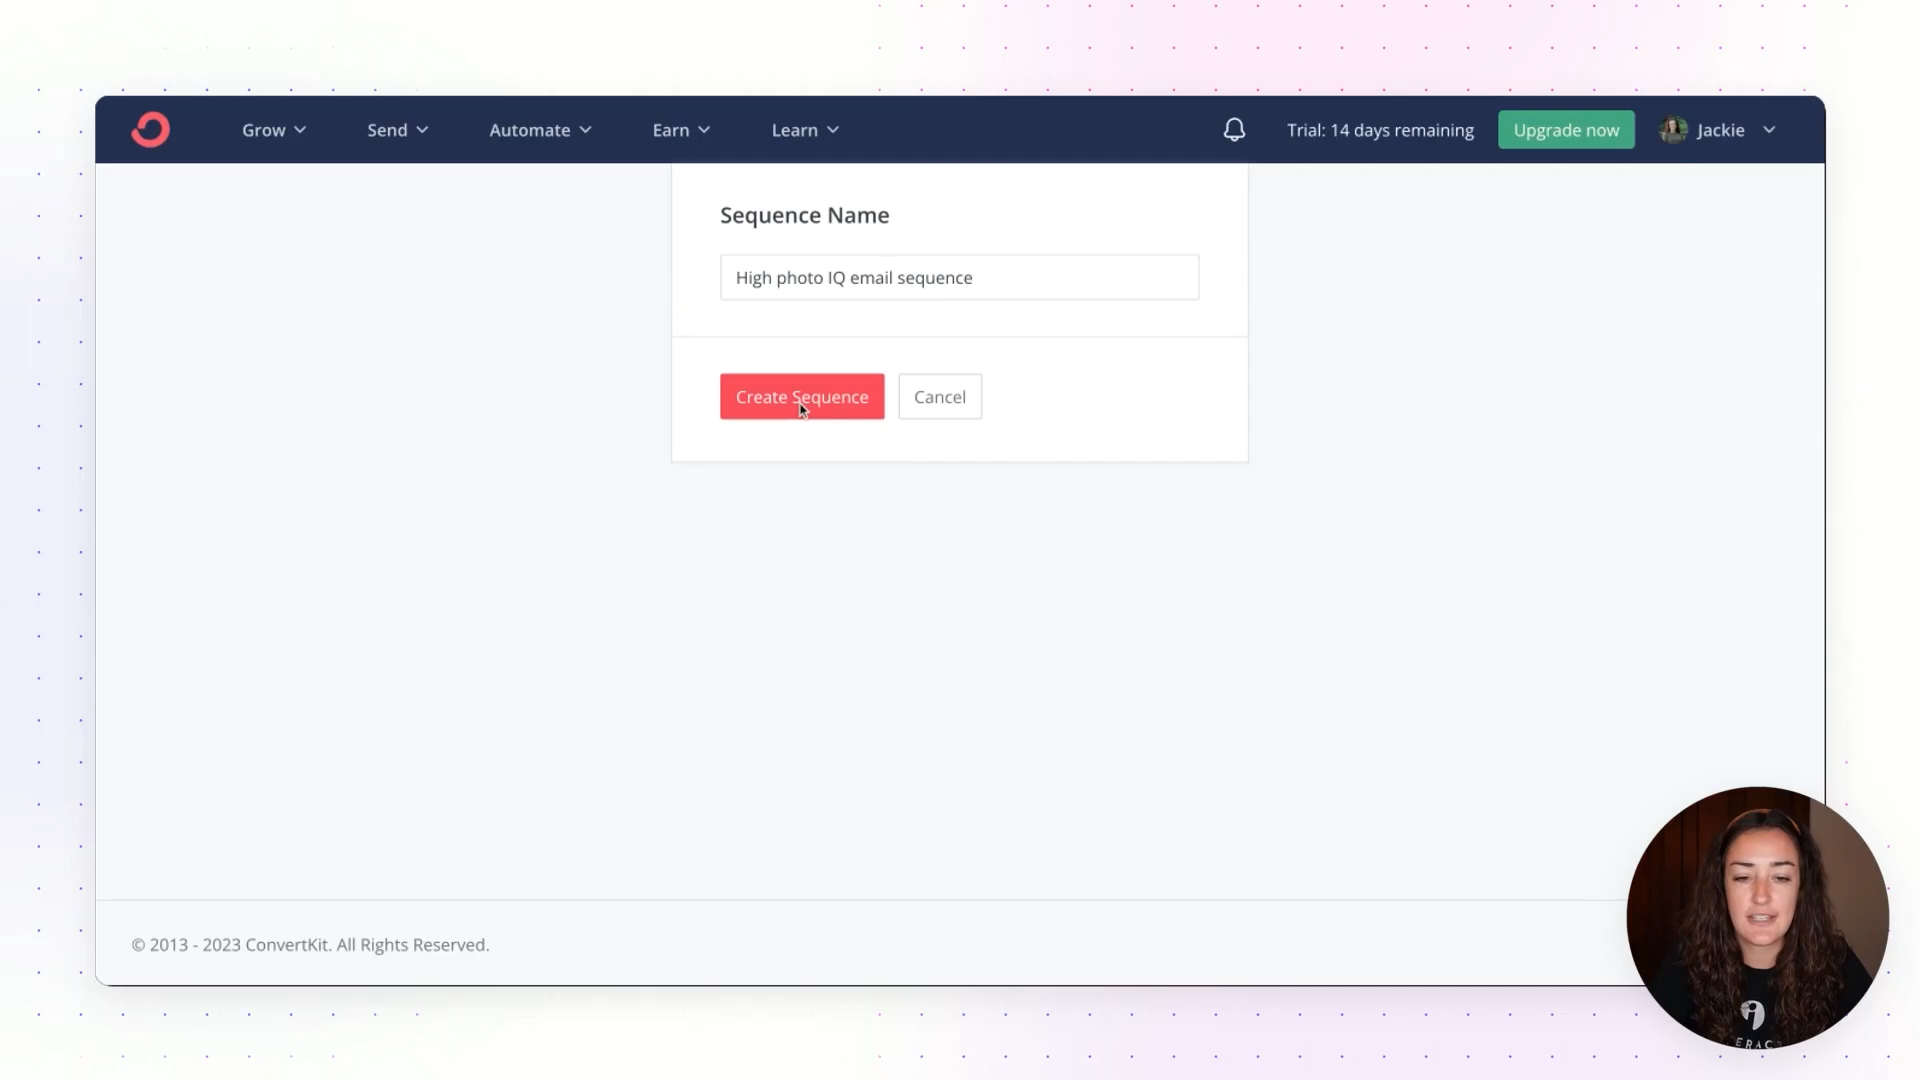 Grow Send Automate Earn Learn Trial: 14 days remaining Upgrade now Jackie
Sequence Name
High photo IQ email sequence
Create Sequence Cancel
© 2013 - 2023 ConvertKit. All Rights Reserved.
ERAC